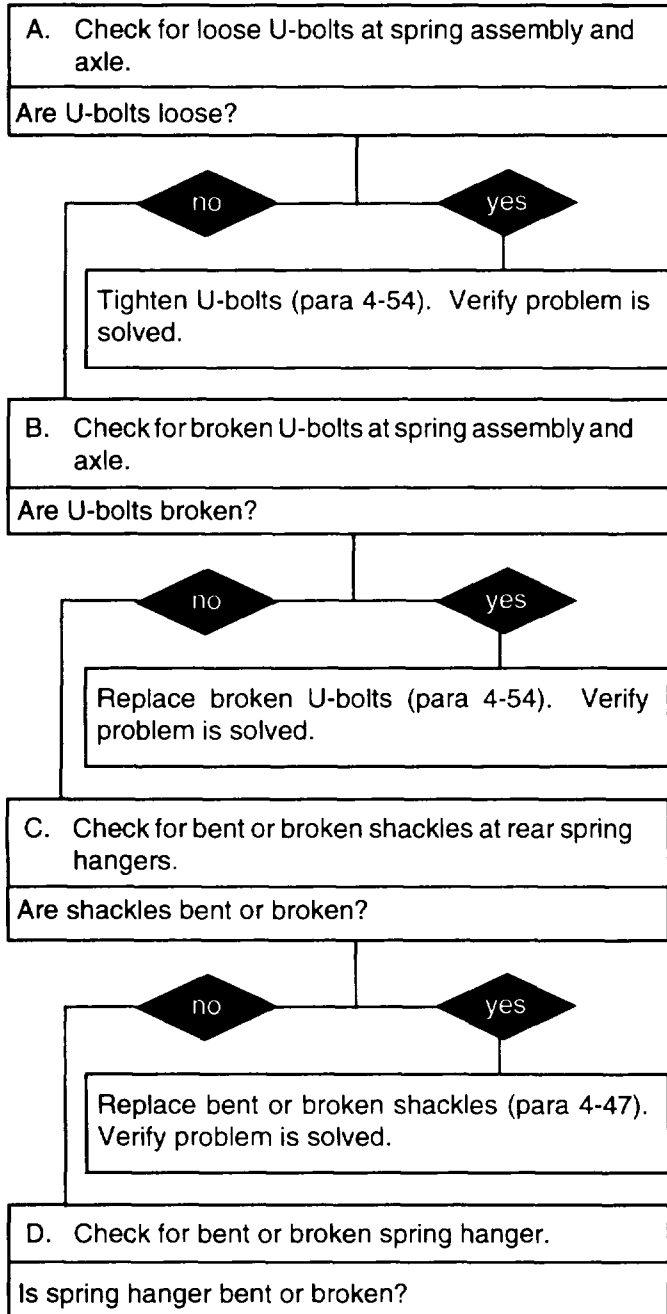 A. Check for loose U-bolts at spring assembly and
axle.
Are U-bolts loose?
no
yes
Tighten U-bolts (para 4-54). Verify problem is
solved.
B. Check for broken U-bolts at spring assembly and
axle.
Are U-bolts broken?
no
yes
Replace broken U-bolts (para 4-54). Verify
problem is solved.
C. Check for bent or broken shackles at rear spring
hangers.
Are shackles bent or broken?
no
yes
Replace bent or broken shackles (para 4-47).
Verify problem is solved.
D. Check for bent or broken spring hanger.
Is spring hanger bent or broken?